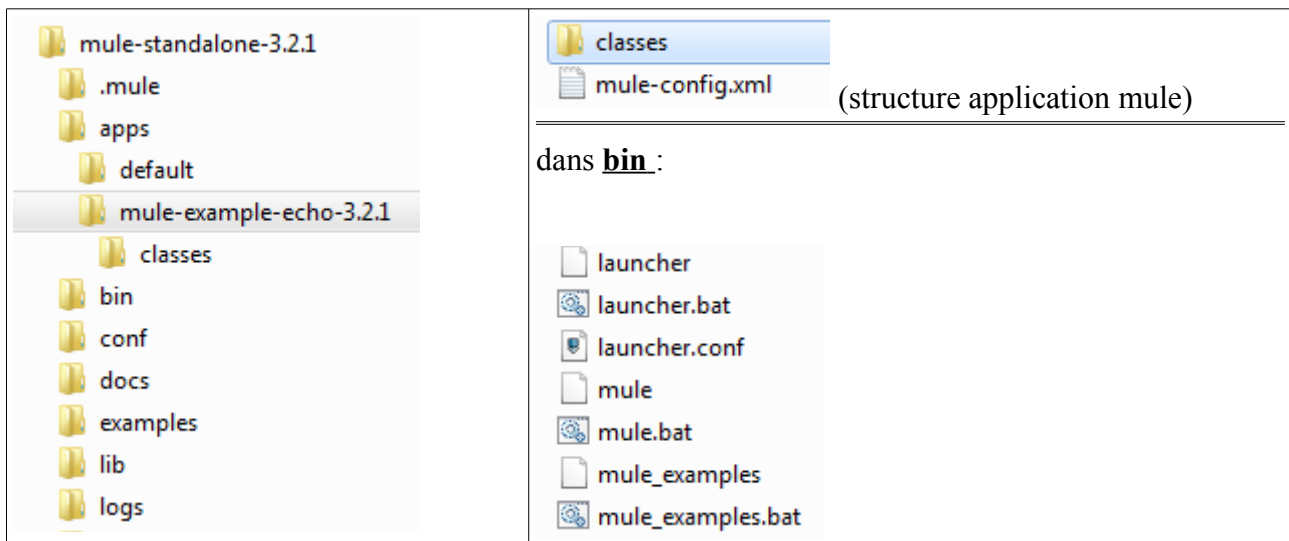 mule-standalone-3.2.1
.mule
apps
default
mule-example-echo-3.2.1
classes
bin
conf
docs
examples
lib
logs
classes
mule-config.xml (structure application mule)
dans bin :
launcher
launcher.bat
launcher.conf
mule
mule.bat
mule_examples
mule_examples.bat